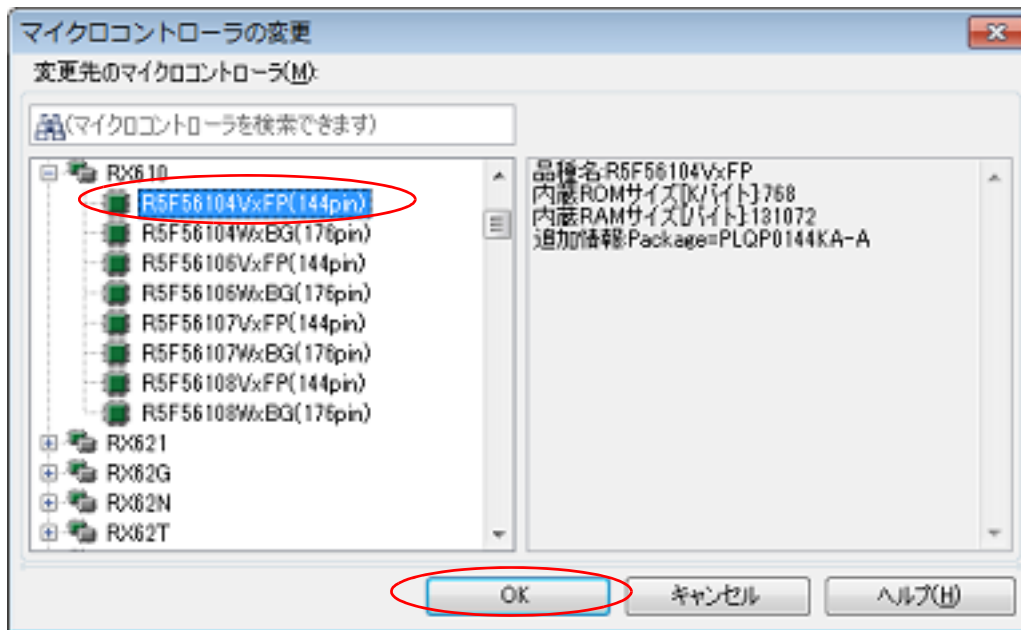 マイクロコントローラの変更
変更先のマイクロコントローラ(M):
(マイクロコントローラを検索できます)
RX610
R5F56104VxFP(144pin)
R5F56104WxBG(176pin)
R5F56106VxFP(144pin)
R5F56106WxBG(176pin)
R5F56107VxFP(144pin)
R5F56107WxBG(176pin)
R5F56108VxFP(144pin)
R5F56108WxBG(176pin)
RX621
RX62G
RX62N
RX62T
品種名:R5F56104VxFP
内蔵ROMサイズ[Kバイト]:768
内蔵RAMサイズ[バイト]:131072
追加情報:Package=PLQP0144KA-A
OK
キャンセル
ヘルプ(H)